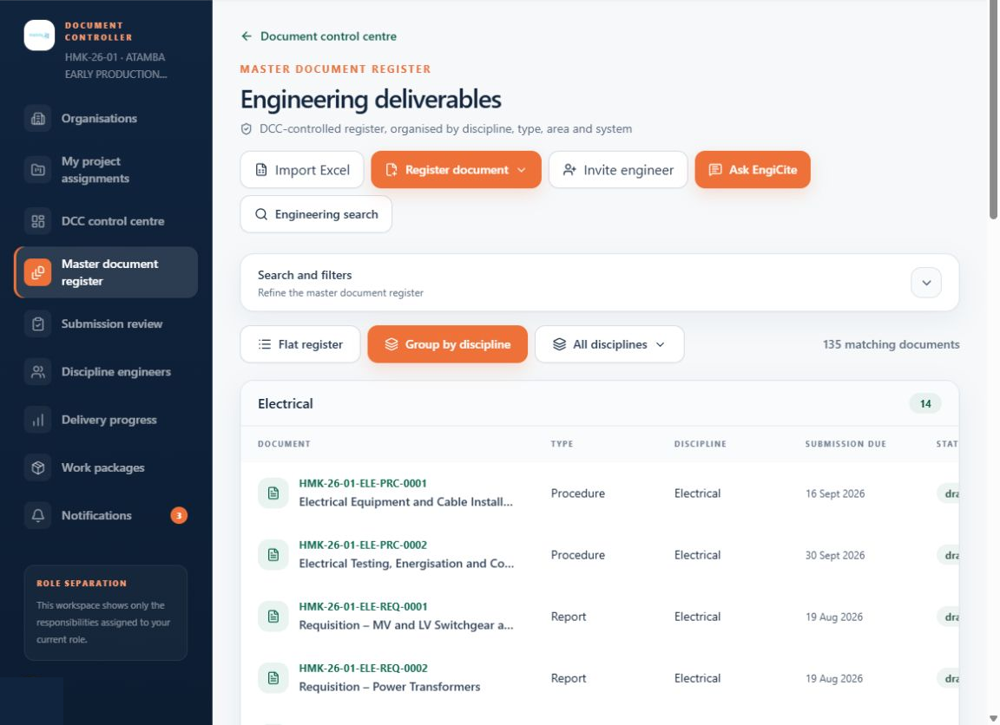 DOCUMENT
CONTROLLER
HMK-26-01 · ATAMBA
EARLY PRODUCTION...
Organisations
My project
assignments
DCC control centre
Master document
register
Submission review
Discipline engineers
Delivery progress
Work packages
Notifications 3
ROLE SEPARATION
This workspace shows only the
responsibilities assigned to your
current role.
← Document control centre
MASTER DOCUMENT REGISTER
Engineering deliverables
DCC-controlled register, organised by discipline, type, area and system
Import Excel Register document Invite engineer Ask EngiCite
Engineering search
Search and filters
Refine the master document register
Flat register Group by discipline All disciplines 135 matching documents
Electrical 14
DOCUMENT TYPE DISCIPLINE SUBMISSION DUE STAT
HMK-26-01-ELE-PRC-0001
Electrical Equipment and Cable Install... Procedure Electrical 16 Sept 2026 dra
HMK-26-01-ELE-PRC-0002
Electrical Testing, Energisation and Co... Procedure Electrical 30 Sept 2026 dra
HMK-26-01-ELE-REQ-0001
Requisition – MV and LV Switchgear a... Report Electrical 19 Aug 2026 dra
HMK-26-01-ELE-REQ-0002
Requisition – Power Transformers Report Electrical 19 Aug 2026 dra